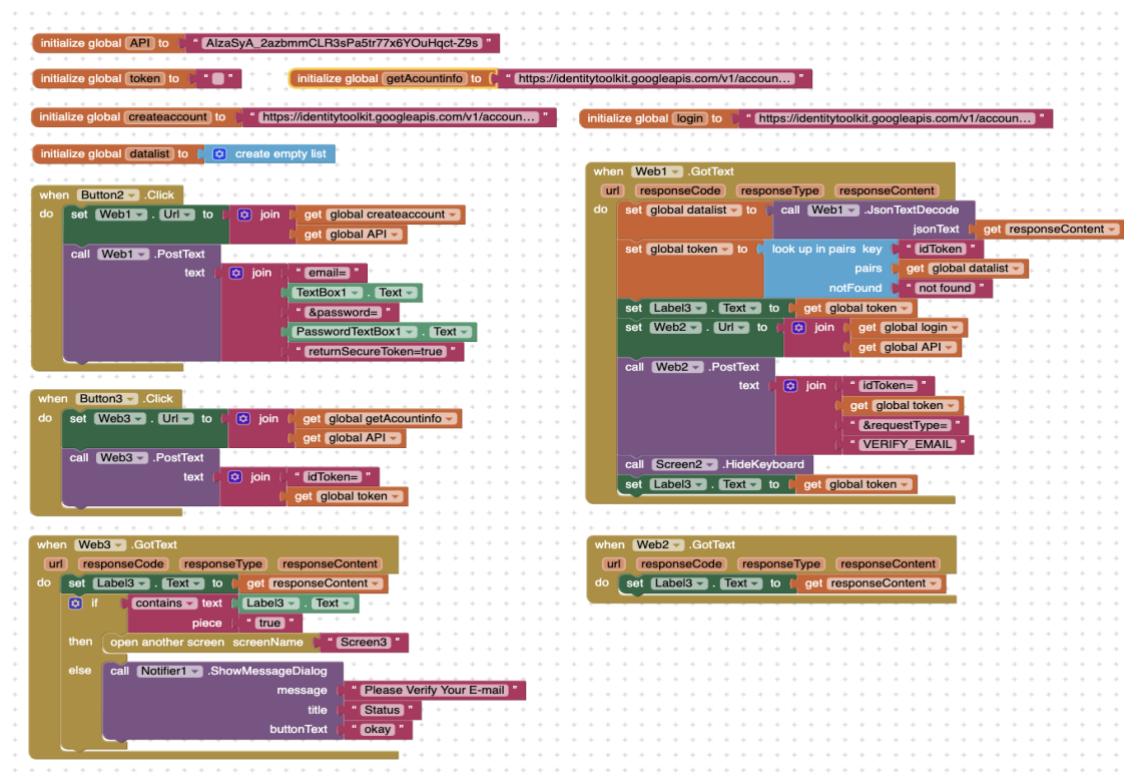 initialize global API to " AIzaSyA_2azbmmCLR3sPa5tr77x6YOuHqct-Z9s "
initialize global token to " "
initialize global getAcountinfo to " https://identitytoolkit.googleapis.com/v1/accoun... "
initialize global createaccount to " https://identitytoolkit.googleapis.com/v1/accoun... "
initialize global login to " https://identitytoolkit.googleapis.com/v1/accoun... "
initialize global datalist to create empty list
when Button2 .Click
do set Web1 . Url to join get global createaccount
get global API
call Web1 .PostText
text join " email= "
TextBox1 . Text
" &password= "
PasswordTextBox1 . Text
" returnSecureToken=true "
when Button3 .Click
do set Web3 . Url to join get global getAcountinfo
get global API
call Web3 .PostText
text join " idToken= "
get global token
when Web3 .GotText
url responseCode responseType responseContent
do set Label3 . Text to get responseContent
if contains text Label3 . Text
piece " true "
then open another screen screenName " Screen3 "
else call Notifier1 .ShowMessageDialog
message " Please Verify Your E-mail "
title " Status "
buttonText " okay "
when Web1 .GotText
url responseCode responseType responseContent
do set global datalist to call Web1 .JsonTextDecode
jsonText get responseContent
set global token to look up in pairs key " idToken "
pairs get global datalist
notFound " not found "
set Label3 . Text to get global token
set Web2 . Url to join get global login
get global API
call Web2 .PostText
text join " idToken= "
get global token
" &requestType= "
" VERIFY_EMAIL "
call Screen2 .HideKeyboard
set Label3 . Text to get global token
when Web2 .GotText
url responseCode responseType responseContent
do set Label3 . Text to get responseContent